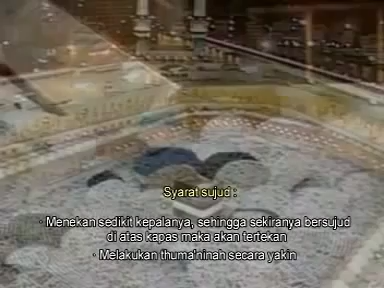 Syarat sujud :
· Menekan sedikit kepalanya, sehingga sekiranya bersujud
di atas kapas maka akan tertekan
· Melakukan thuma'ninah secara yakin